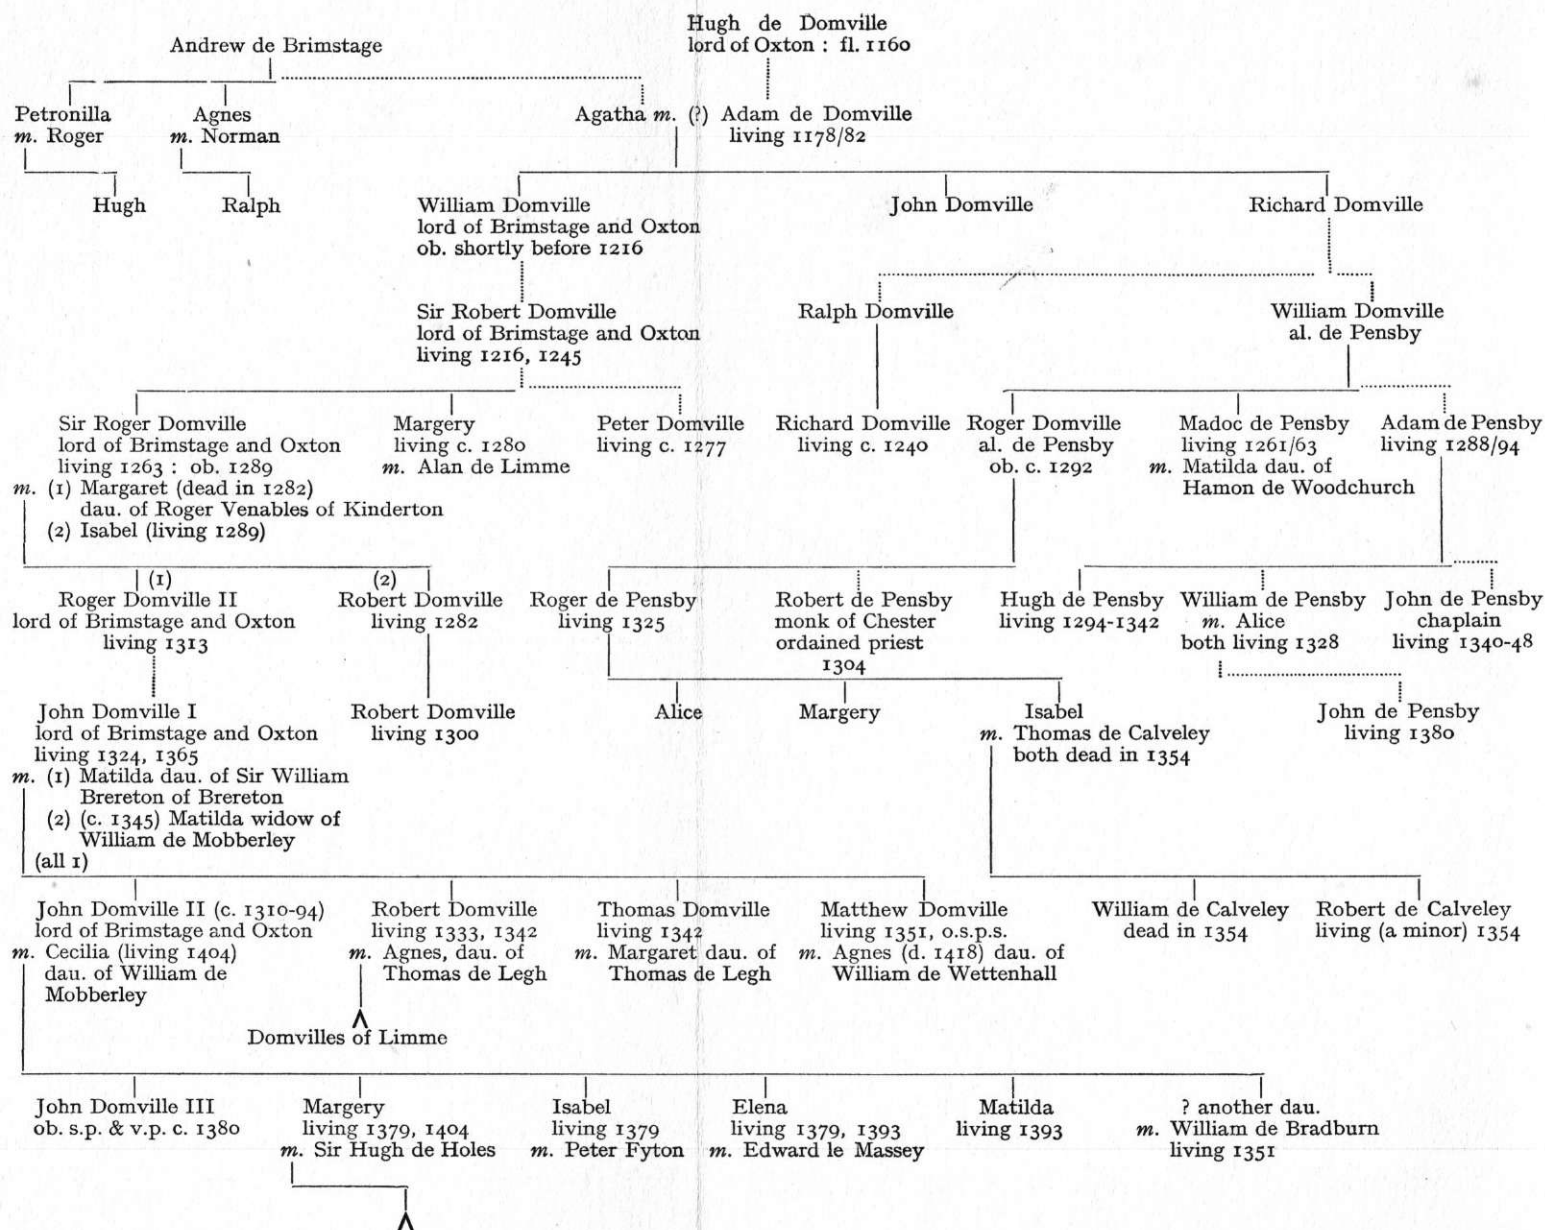 Hugh de Domville
lord of Oxton : fl. 1160
Andrew de Brimstage
Petronilla
m. Roger
Agnes
m. Norman
Agatha m. (?) Adam de Domville
living 1178/82
Hugh
Ralph
William Domville
lord of Brimstage and Oxton
ob. shortly before 1216
John Domville
Richard Domville
Sir Robert Domville
lord of Brimstage and Oxton
living 1216, 1245
Ralph Domville
William Domville
al. de Pensby
Sir Roger Domville
lord of Brimstage and Oxton
living 1263 : ob. 1289
m. (1) Margaret (dead in 1282)
dau. of Roger Venables of Kinderton
(2) Isabel (living 1289)
Margery
living c. 1280
m. Alan de Limme
Peter Domville
living c. 1277
Richard Domville
living c. 1240
Roger Domville
al. de Pensby
ob. c. 1292
Madoc de Pensby
living 1261/63
m. Matilda dau. of
Hamon de Woodchurch
Adam de Pensby
living 1288/94
(1)
Roger Domville II
lord of Brimstage and Oxton
living 1313
(2)
Robert Domville
living 1282
Roger de Pensby
living 1325
Robert de Pensby
monk of Chester
ordained priest
1304
Hugh de Pensby
living 1294-1342
William de Pensby
m. Alice
both living 1328
John de Pensby
chaplain
living 1340-48
John Domville I
lord of Brimstage and Oxton
living 1324, 1365
m. (1) Matilda dau. of Sir William
Brereton of Brereton
(2) (c. 1345) Matilda widow of
William de Mobberley
(all 1)
Robert Domville
living 1300
Alice
Margery
Isabel
m. Thomas de Calveley
both dead in 1354
John de Pensby
living 1380
John Domville II (c. 1310-94)
lord of Brimstage and Oxton
m. Cecilia (living 1404)
dau. of William de
Mobberley
Robert Domville
living 1333, 1342
m. Agnes, dau. of
Thomas de Legh
Domvilles of Limme
Thomas Domville
living 1342
m. Margaret dau. of
Thomas de Legh
Matthew Domville
living 1351, o.s.p.s.
m. Agnes (d. 1418) dau. of
William de Wettenhall
William de Calveley
dead in 1354
Robert de Calveley
living (a minor) 1354
John Domville III
ob. s.p. & v.p. c. 1380
Margery
living 1379, 1404
m. Sir Hugh de Holes
Isabel
living 1379
m. Peter Fyton
Elena
living 1379, 1393
m. Edward le Massey
Matilda
living 1393
? another dau.
m. William de Bradburn
living 1351